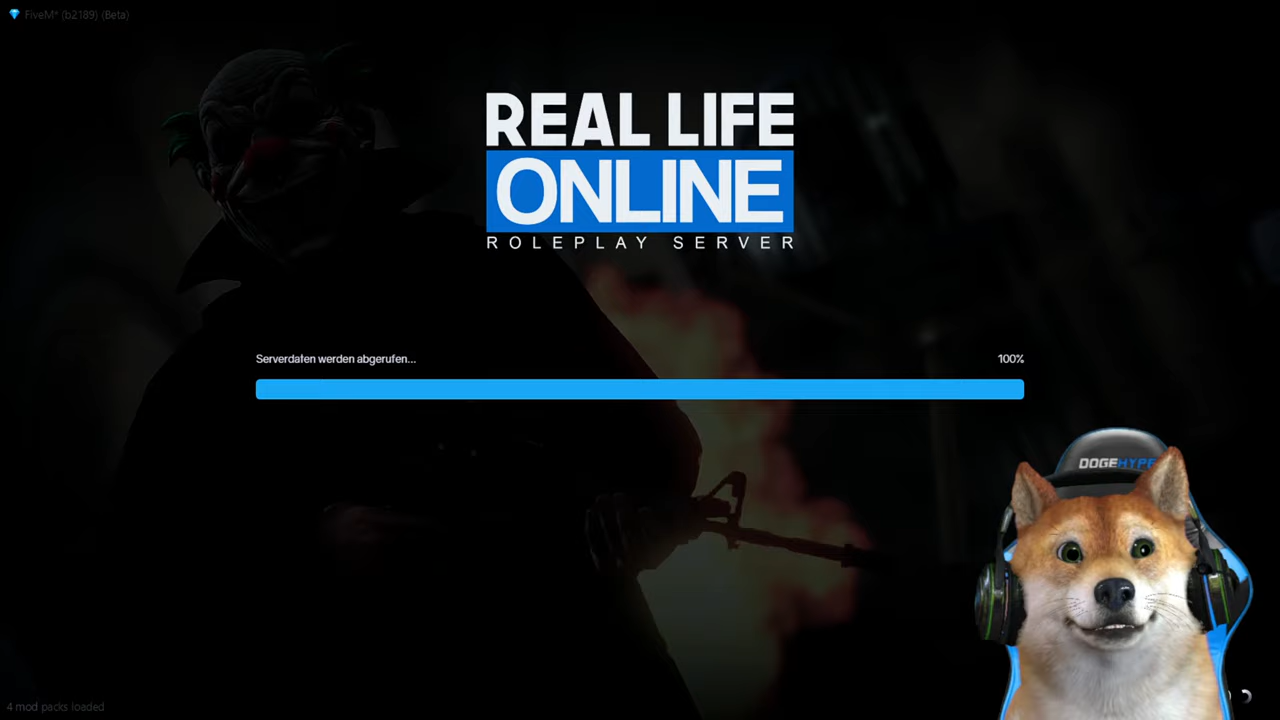 FiveM* (b2189) (Beta)
REAL LIFE
ONLINE
ROLEPLAY SERVER
Serverdaten werden abgerufen... 100%
DOGEHYPE
4 mod packs loaded